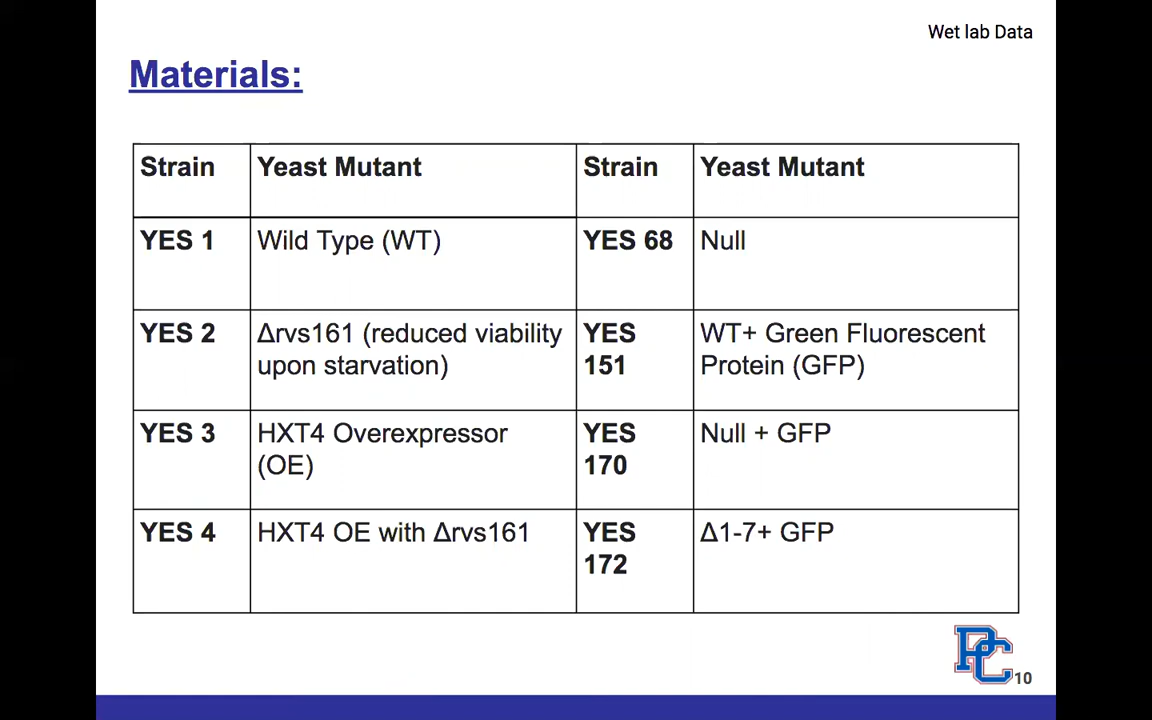 Wet lab Data
Materials:
Strain Yeast Mutant Strain Yeast Mutant
YES 1 Wild Type (WT) YES 68 Null
YES 2 Δrvs161 (reduced viability YES WT+ Green Fluorescent
upon starvation) 151 Protein (GFP)
YES 3 HXT4 Overexpressor YES Null + GFP
(OE) 170
YES 4 HXT4 OE with Δrvs161 YES Δ1-7+ GFP
172
PC
10